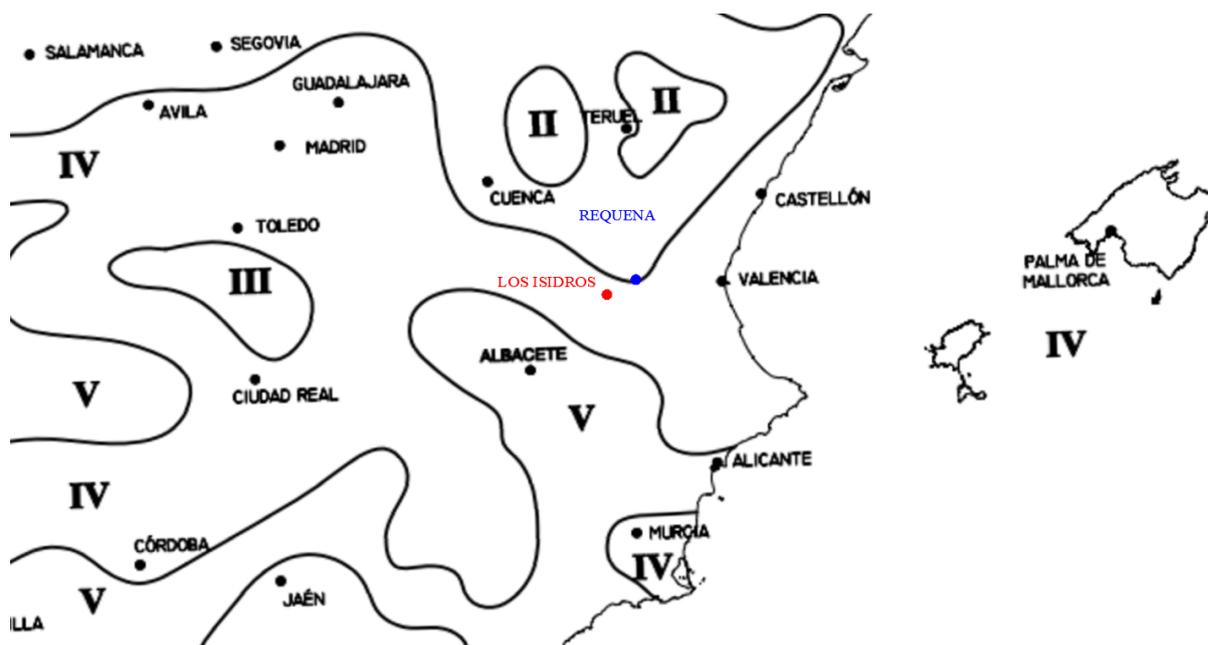 SALAMANCA
SEGOVIA
GUADALAJARA
AVILA
II
TERUEL
II
MADRID
IV
CUENCA
CASTELLÓN
REQUENA
TOLEDO
PALMA DE
MALLORCA
III
LOS ISIDROS
VALENCIA
IV
ALBACETE
V
CIUDAD REAL
V
ALICANTE
IV
MURCIA
CÓRDOBA
IV
V
JAÉN
ILLA